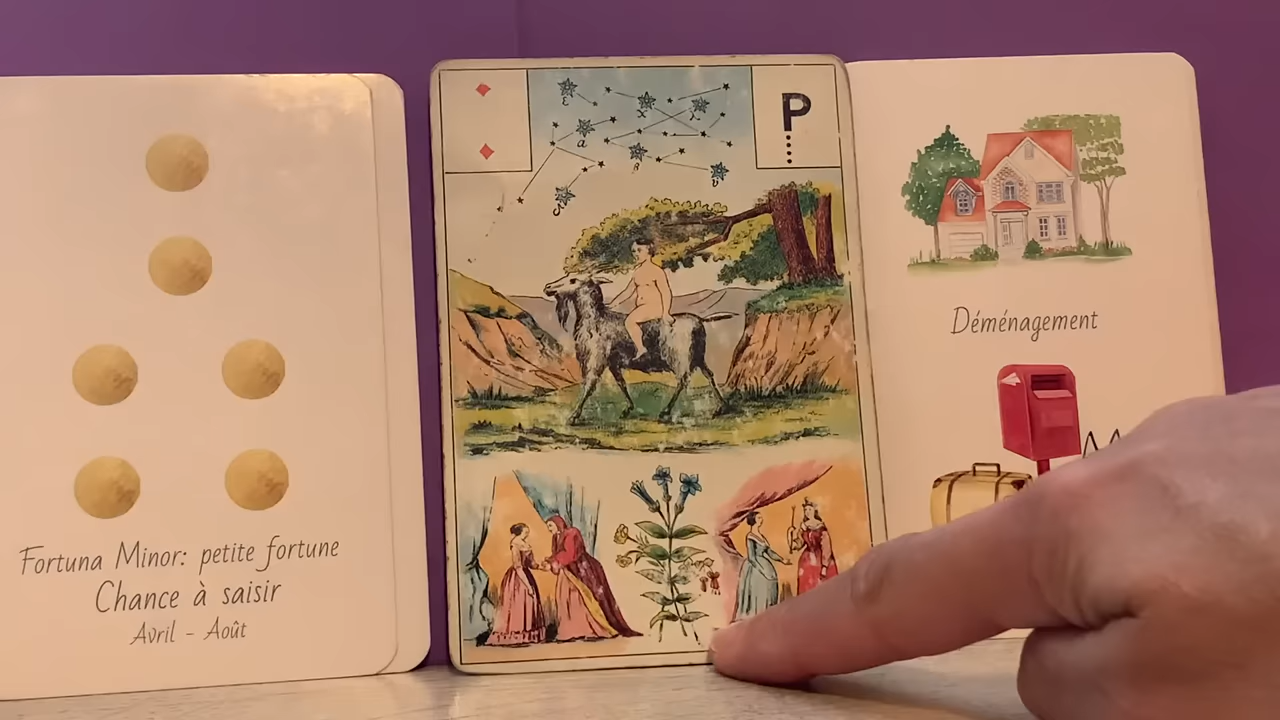 Fortuna Minor: petite fortune
Chance à saisir
Avril - Août
P
Déménagement